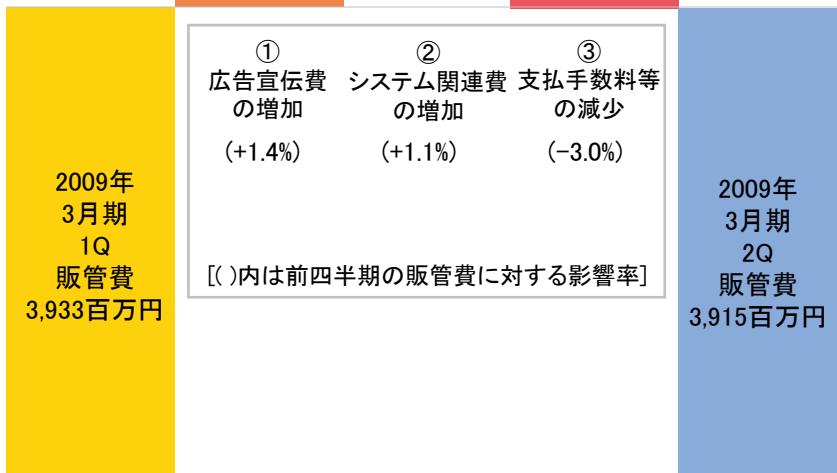 2009年
3月期
1Q
販管費
3,933百万円
①
広告宣伝費
の増加
(+1.4%)
②
システム関連費
の増加
(+1.1%)
③
支払手数料等
の減少
(-3.0%)
[( )内は前四半期の販管費に対する影響率]
2009年
3月期
2Q
販管費
3,915百万円